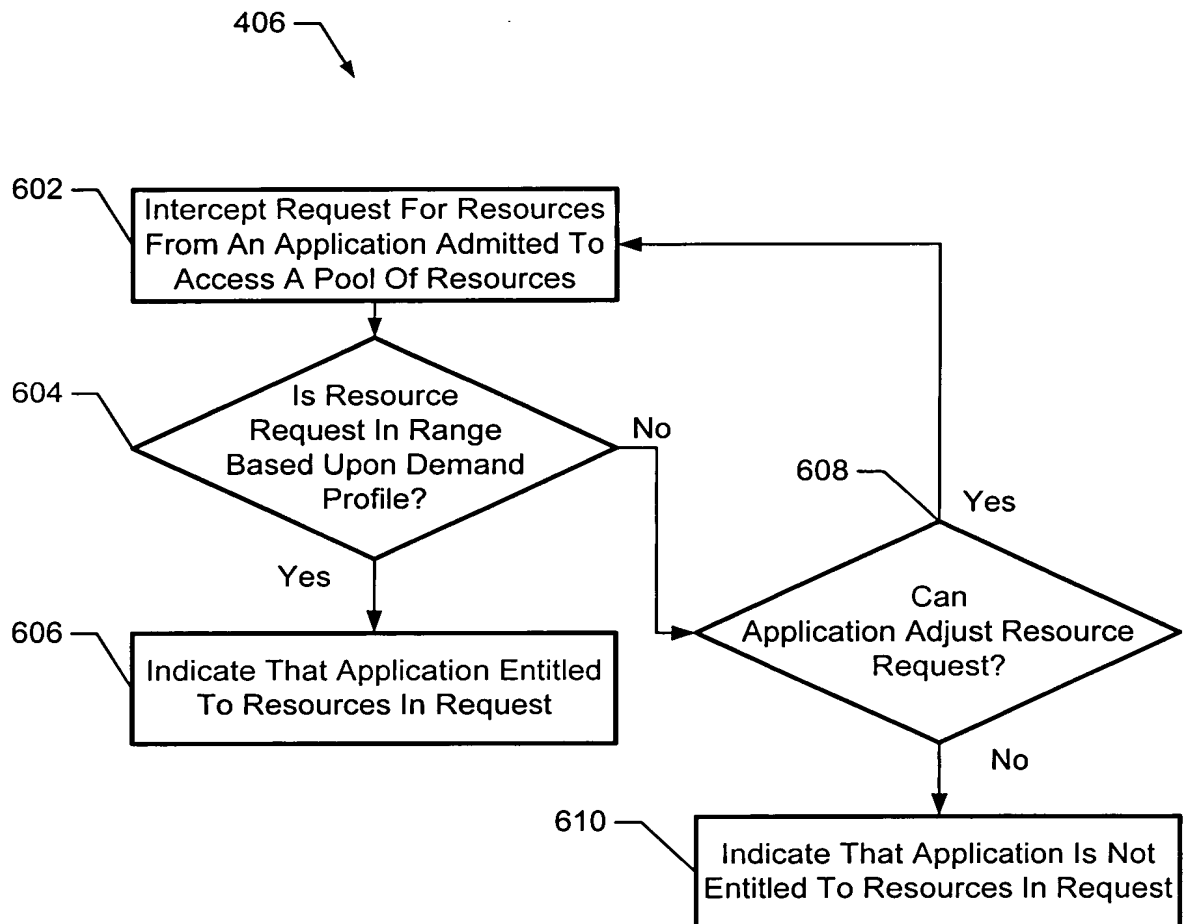 406
602
Intercept Request For Resources
From An Application Admitted To
Access A Pool Of Resources
604
Is Resource
Request In Range
Based Upon Demand
Profile?
No
Yes
606
Indicate That Application Entitled
To Resources In Request
608
Yes
Can
Application Adjust Resource
Request?
No
610
Indicate That Application Is Not
Entitled To Resources In Request